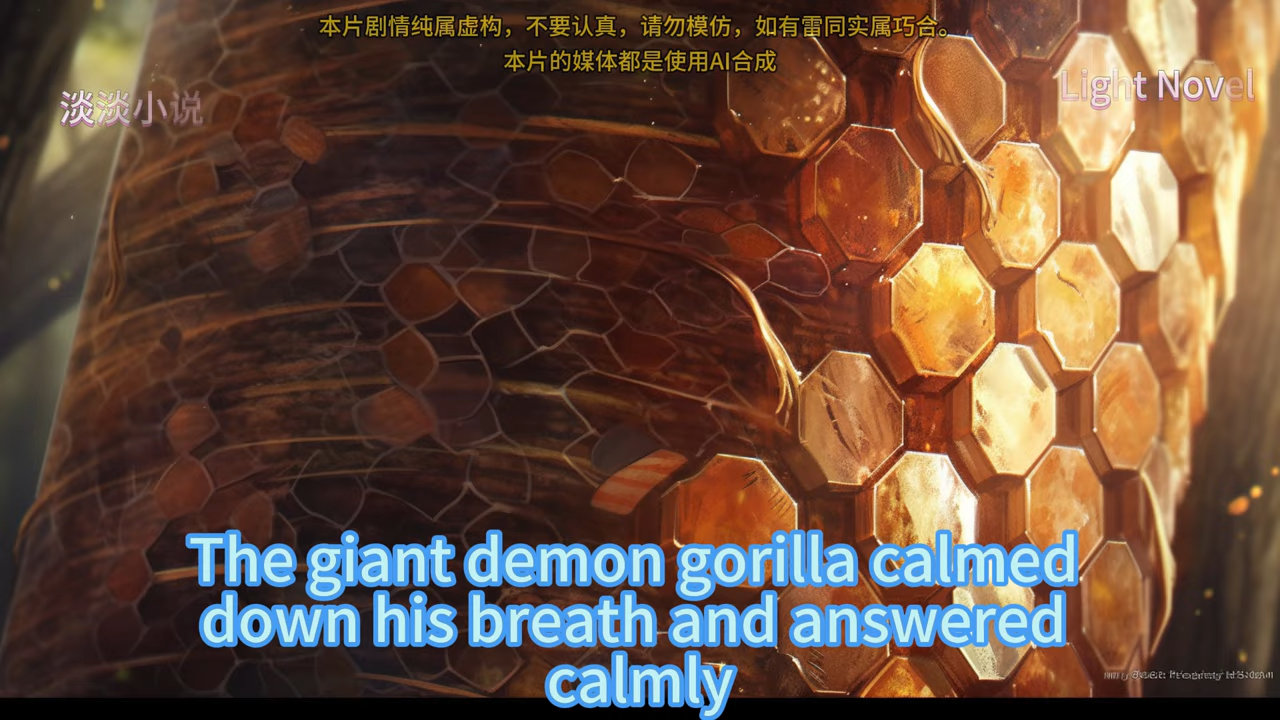 本片剧情纯属虚构，不要认真，请勿模仿，如有雷同实属巧合。
本片的媒体都是使用AI合成
淡淡小说
Light Novel
The giant demon gorilla calmed
down his breath and answered
calmly